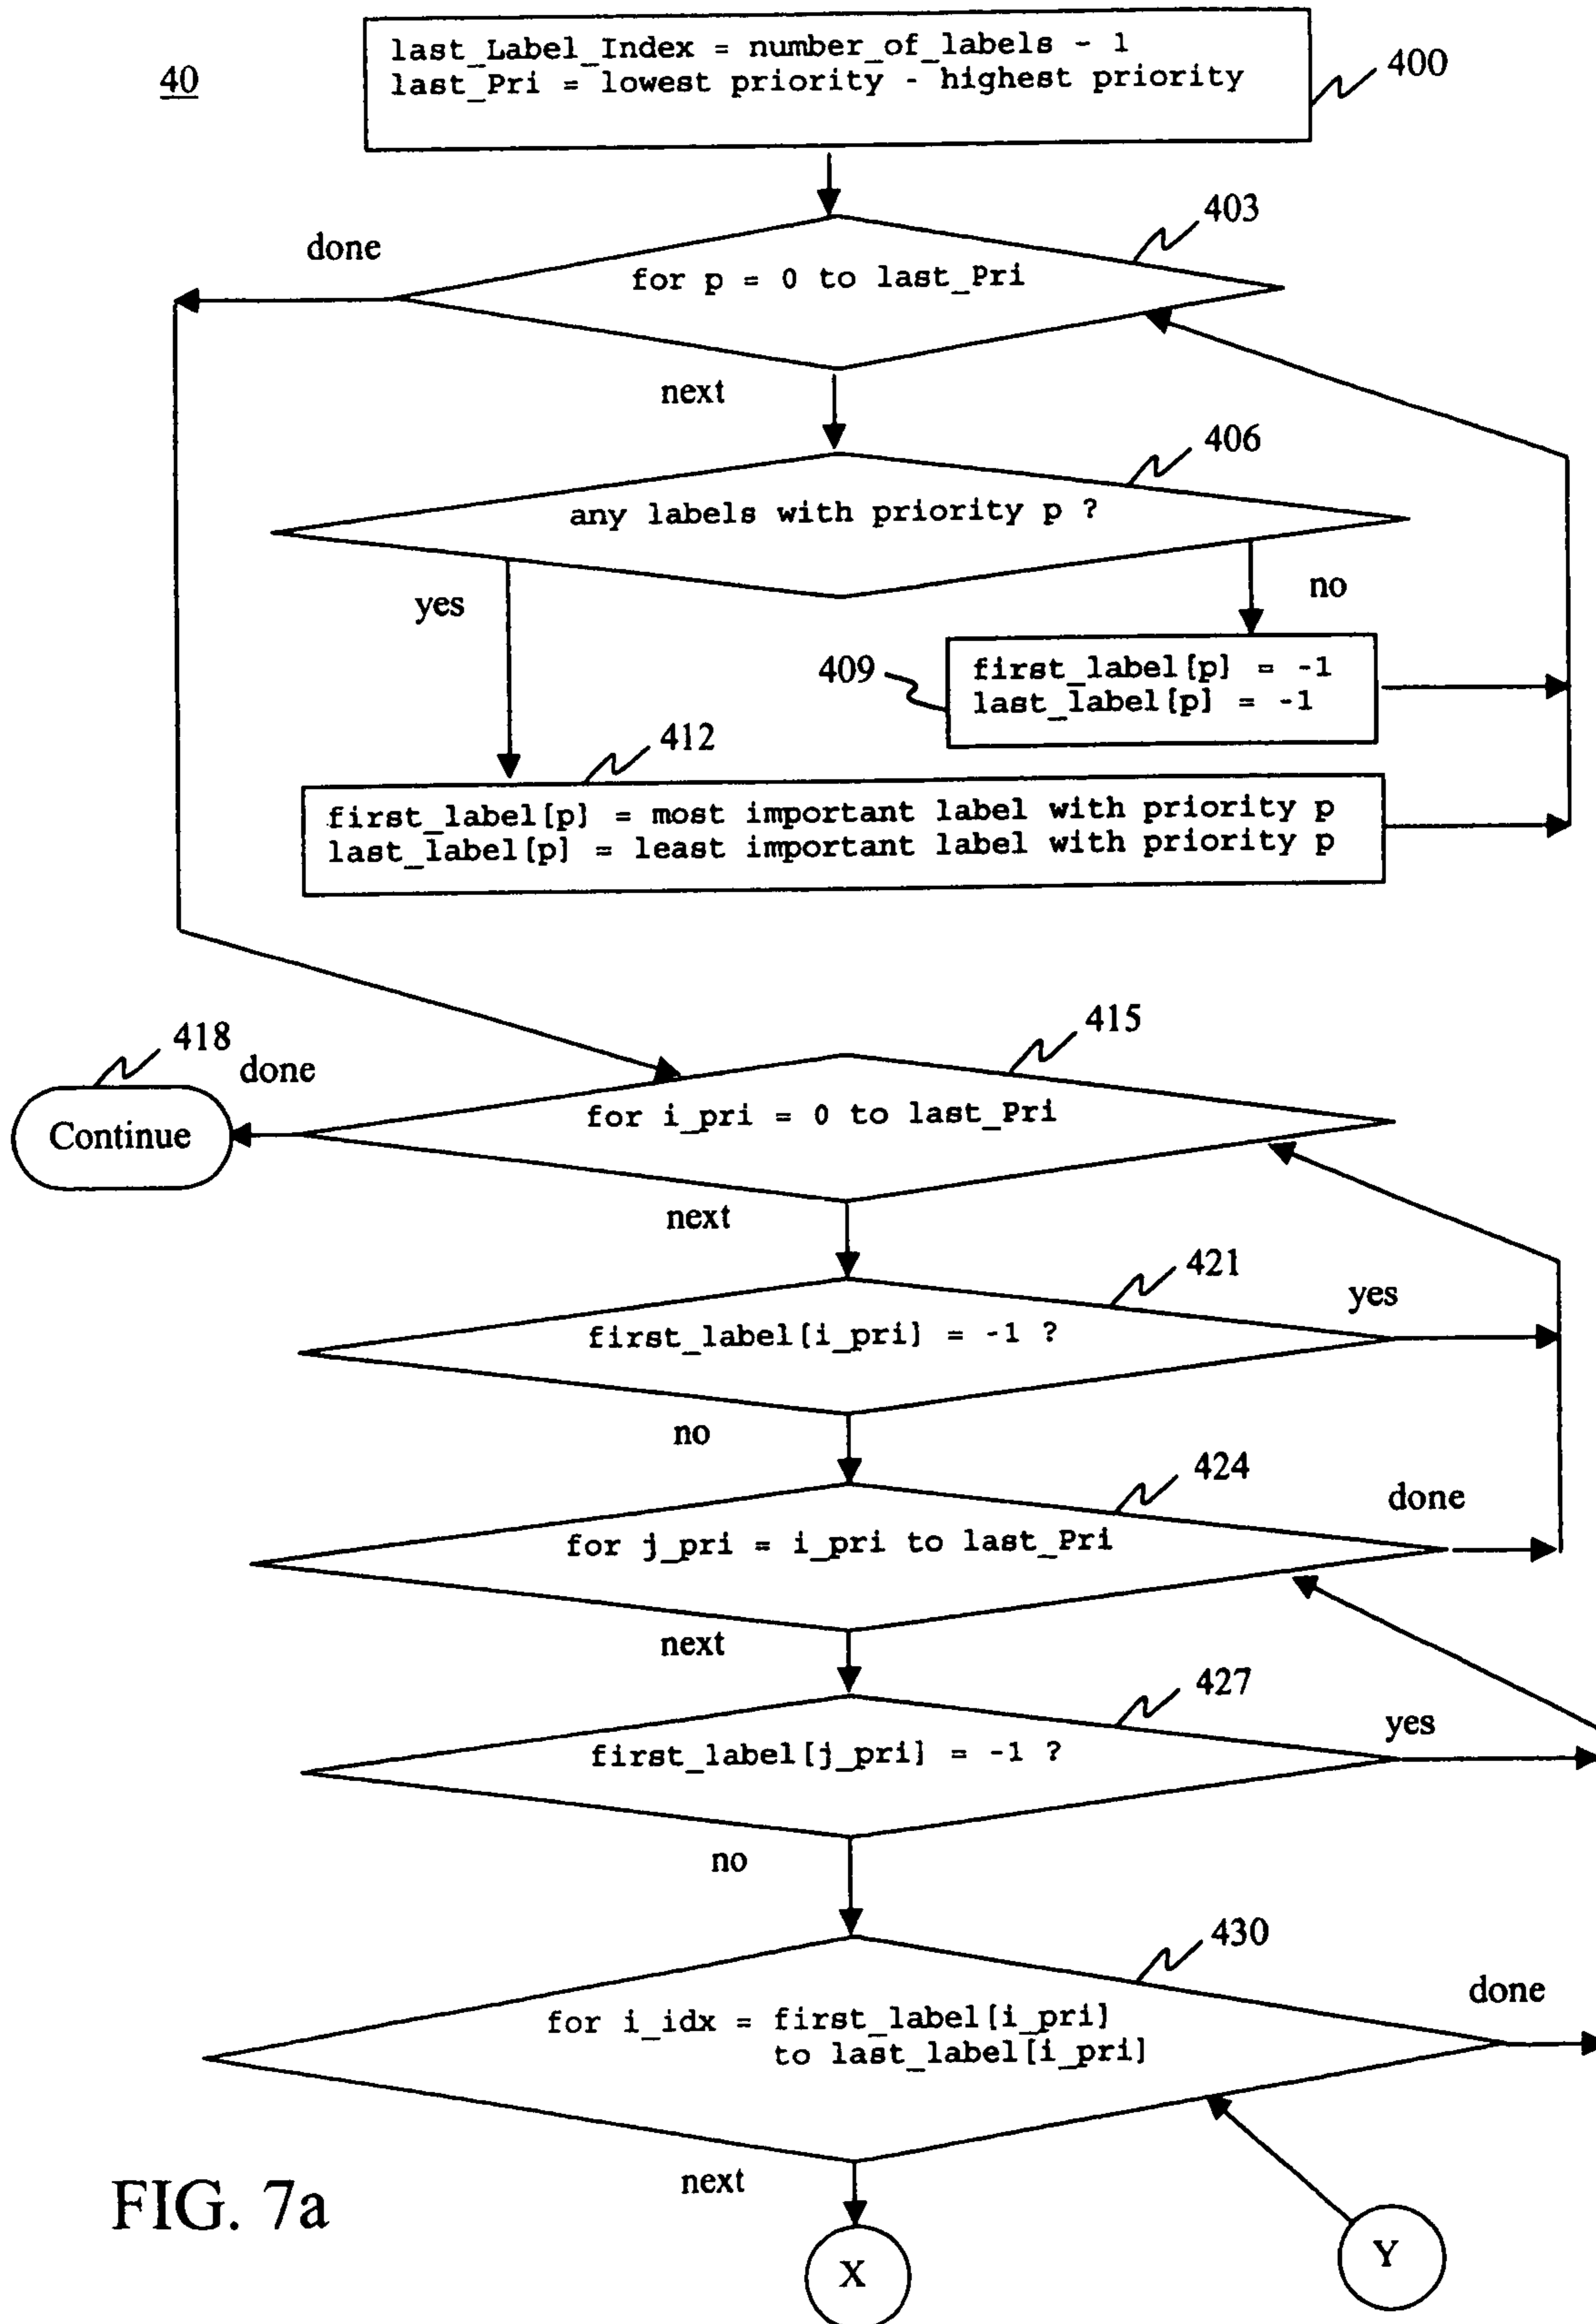 40
last_Label_Index = number_of_labels - 1
last_Pri = lowest priority - highest priority
400
403
done
for p = 0 to last_Pri
next
406
any labels with priority p ?
yes
no
409
first_label[p] = -1
last_label[p] = -1
412
first_label[p] = most important label with priority p
last_label[p] = least important label with priority p
415
418
done
Continue
for i_pri = 0 to last_Pri
next
421
yes
first_label[i_pri] = -1 ?
no
424
done
for j_pri = i_pri to last_Pri
next
427
yes
first_label[j_pri] = -1 ?
no
430
done
for i_idx = first_label[i_pri]
to last_label[i_pri]
next
FIG. 7a
X
Y